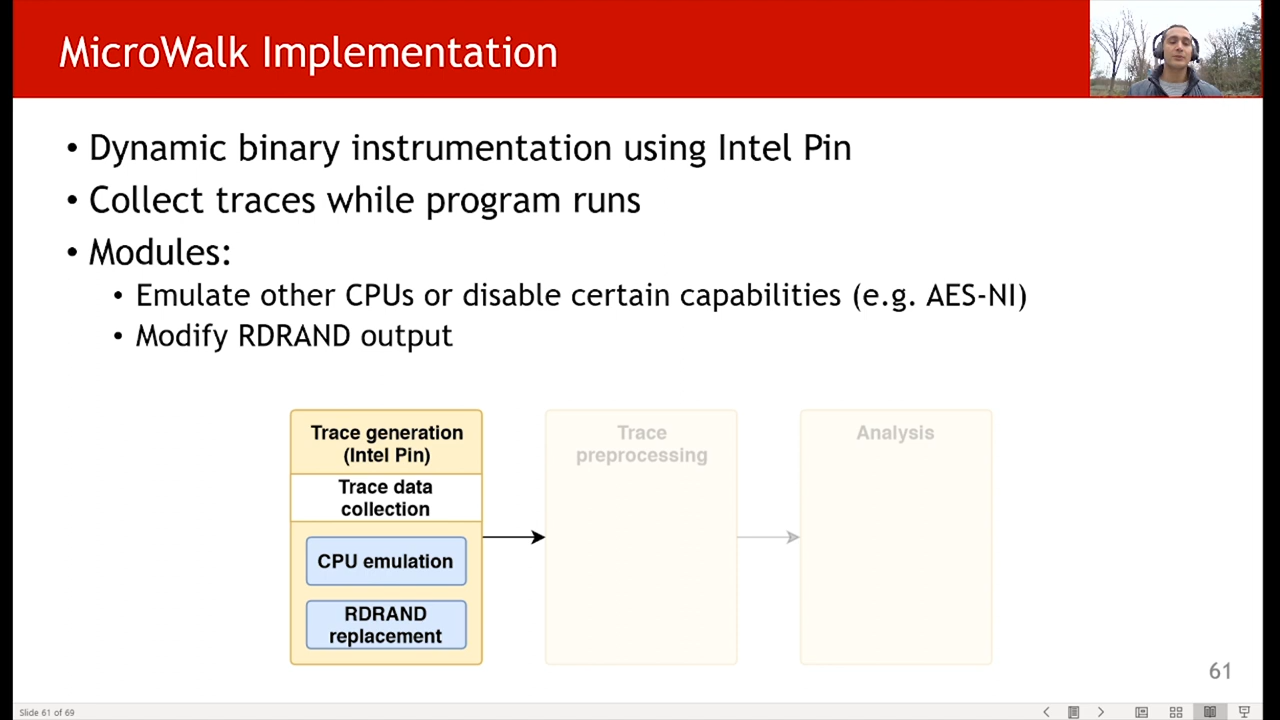 MicroWalk Implementation
• Dynamic binary instrumentation using Intel Pin
• Collect traces while program runs
• Modules:
• Emulate other CPUs or disable certain capabilities (e.g. AES-NI)
• Modify RDRAND output
Trace generation
(Intel Pin)
Trace data
collection
CPU emulation
RDRAND
replacement
Trace
preprocessing
Analysis
61
Slide 61 of 69